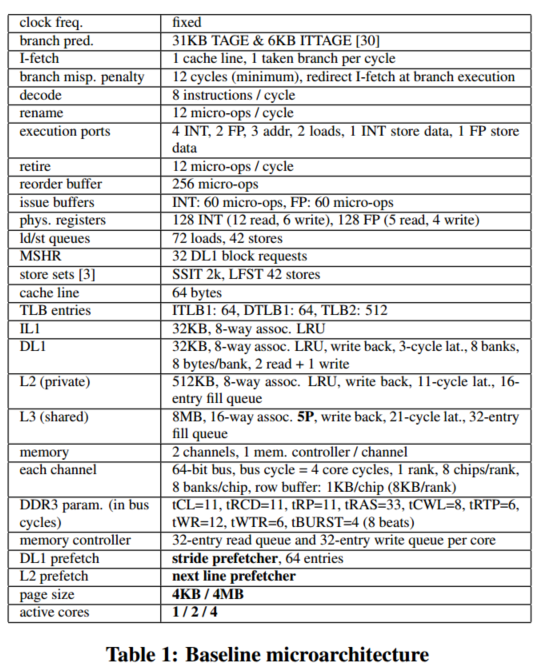 clock freq. fixed
branch pred. 31KB TAGE & 6KB ITTAGE [30]
I-fetch 1 cache line, 1 taken branch per cycle
branch misp. penalty 12 cycles (minimum), redirect I-fetch at branch execution
decode 8 instructions / cycle
rename 12 micro-ops / cycle
execution ports 4 INT, 2 FP, 3 addr, 2 loads, 1 INT store data, 1 FP store
data
retire 12 micro-ops / cycle
reorder buffer 256 micro-ops
issue buffers INT: 60 micro-ops, FP: 60 micro-ops
phys. registers 128 INT (12 read, 6 write), 128 FP (5 read, 4 write)
ld/st queues 72 loads, 42 stores
MSHR 32 DL1 block requests
store sets [3] SSIT 2k, LFST 42 stores
cache line 64 bytes
TLB entries ITLB1: 64, DTLB1: 64, TLB2: 512
IL1 32KB, 8-way assoc. LRU
DL1 32KB, 8-way assoc. LRU, write back, 3-cycle lat., 8 banks,
8 bytes/bank, 2 read + 1 write
L2 (private) 512KB, 8-way assoc. LRU, write back, 11-cycle lat., 16-
entry fill queue
L3 (shared) 8MB, 16-way assoc. 5P, write back, 21-cycle lat., 32-entry
fill queue
memory 2 channels, 1 mem. controller / channel
each channel 64-bit bus, bus cycle = 4 core cycles, 1 rank, 8 chips/rank,
8 banks/chip, row buffer: 1KB/chip (8KB/rank)
DDR3 param. (in bus tCL=11, tRCD=11, tRP=11, tRAS=33, tCWL=8, tRTP=6,
cycles) tWR=12, tWTR=6, tBURST=4 (8 beats)
memory controller 32-entry read queue and 32-entry write queue per core
DL1 prefetch stride prefetcher, 64 entries
L2 prefetch next line prefetcher
page size 4KB / 4MB
active cores 1 / 2 / 4
Table 1: Baseline microarchitecture